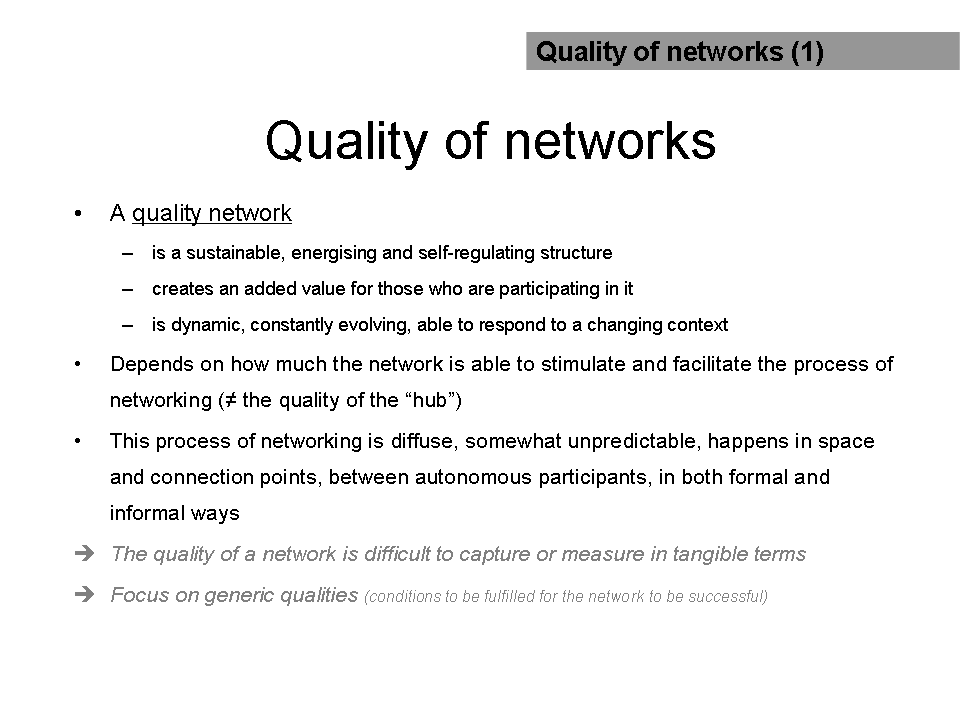 Quality of networks (1)
Quality of networks
• A quality network
– is a sustainable, energising and self-regulating structure
– creates an added value for those who are participating in it
– is dynamic, constantly evolving, able to respond to a changing context
• Depends on how much the network is able to stimulate and facilitate the process of
networking (≠ the quality of the “hub”)
• This process of networking is diffuse, somewhat unpredictable, happens in space
and connection points, between autonomous participants, in both formal and
informal ways
➔ The quality of a network is difficult to capture or measure in tangible terms
➔ Focus on generic qualities (conditions to be fulfilled for the network to be successful)